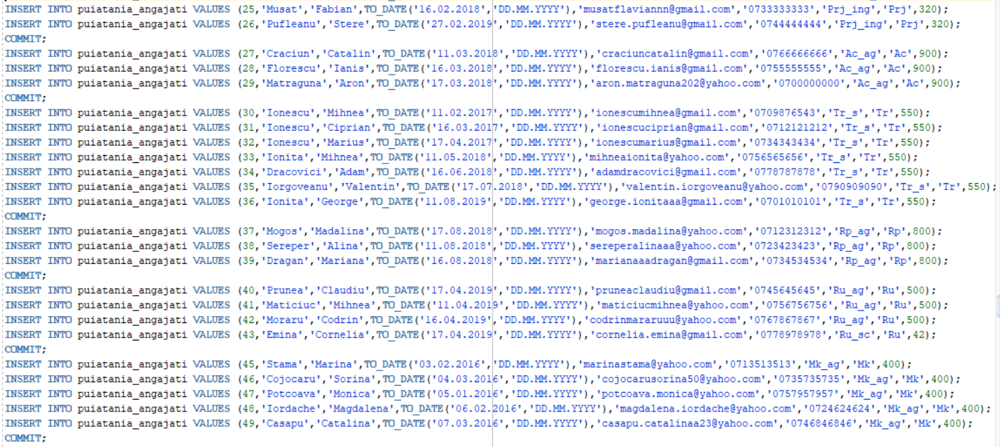 INSERT INTO puiatania_angajati VALUES (25,'Musat','Fabian',TO_DATE('16.02.2018','DD.MM.YYYY'),'musatflaviannn@gmail.com','0733333333','Prj_ing','Prj',320);
INSERT INTO puiatania_angajati VALUES (26,'Pufleanu','Stere',TO_DATE('27.02.2019','DD.MM.YYYY'),'stere.pufleanu@gmail.com','0744444444','Prj_ing','Prj',320);
COMMIT;
INSERT INTO puiatania_angajati VALUES (27,'Craciun','Catalin',TO_DATE('11.03.2018','DD.MM.YYYY'),'craciuncatalin@gmail.com','0766666666','Ac_ag','Ac',900);
INSERT INTO puiatania_angajati VALUES (28,'Florescu','Ianis',TO_DATE('16.03.2018','DD.MM.YYYY'),'florescu.ianis@gmail.com','0755555555','Ac_ag','Ac',900);
INSERT INTO puiatania_angajati VALUES (29,'Matraguna','Aron',TO_DATE('17.03.2018','DD.MM.YYYY'),'aron.matraguna202@yahoo.com','0700000000','Ac_ag','Ac',900);
COMMIT;
INSERT INTO puiatania_angajati VALUES (30,'Ionescu','Mihnea',TO_DATE('11.02.2017','DD.MM.YYYY'),'ionescumihnea@gmail.com','0709876543','Tr_s','Tr',550);
INSERT INTO puiatania_angajati VALUES (31,'Ionescu','Ciprian',TO_DATE('16.03.2017','DD.MM.YYYY'),'ionescuciprian@gmail.com','0712121212','Tr_s','Tr',550);
INSERT INTO puiatania_angajati VALUES (32,'Ionescu','Marius',TO_DATE('17.04.2017','DD.MM.YYYY'),'ionescumarius@gmail.com','0734343434','Tr_s','Tr',550);
INSERT INTO puiatania_angajati VALUES (33,'Ionita','Mihnea',TO_DATE('11.05.2018','DD.MM.YYYY'),'mihneaionita@yahoo.com','0756565656','Tr_s','Tr',550);
INSERT INTO puiatania_angajati VALUES (34,'Dracovici','Adam',TO_DATE('16.06.2018','DD.MM.YYYY'),'adamdracovici@gmail.com','0778787878','Tr_s','Tr',550);
INSERT INTO puiatania_angajati VALUES (35,'Iorgoveanu','Valentin',TO_DATE('17.07.2018','DD.MM.YYYY'),'valentin.iorgoveanu@yahoo.com','0790909090','Tr_s','Tr',550);
INSERT INTO puiatania_angajati VALUES (36,'Ionita','George',TO_DATE('11.08.2019','DD.MM.YYYY'),'george.ionitaaa@gmail.com','0701010101','Tr_s','Tr',550);
COMMIT;
INSERT INTO puiatania_angajati VALUES (37,'Mogos','Madalina',TO_DATE('17.08.2018','DD.MM.YYYY'),'mogos.madalina@yahoo.com','0712312312','Rp_ag','Rp',800);
INSERT INTO puiatania_angajati VALUES (38,'Sereper','Alina',TO_DATE('11.08.2018','DD.MM.YYYY'),'sereperalinaaa@yahoo.com','0723423423','Rp_ag','Rp',800);
INSERT INTO puiatania_angajati VALUES (39,'Dragan','Mariana',TO_DATE('16.08.2018','DD.MM.YYYY'),'marianaaadragan@gmail.com','0734534534','Rp_ag','Rp',800);
COMMIT;
INSERT INTO puiatania_angajati VALUES (40,'Prunea','Claudiu',TO_DATE('17.04.2019','DD.MM.YYYY'),'pruneaclaudiu@gmail.com','0745645645','Ru_ag','Ru',500);
INSERT INTO puiatania_angajati VALUES (41,'Maticiuc','Mihnea',TO_DATE('11.04.2019','DD.MM.YYYY'),'maticiucmihnea@yahoo.com','0756756756','Ru_ag','Ru',500);
INSERT INTO puiatania_angajati VALUES (42,'Moraru','Codrin',TO_DATE('16.04.2019','DD.MM.YYYY'),'codrinmararuuu@yahoo.com','0767867867','Ru_ag','Ru',500);
INSERT INTO puiatania_angajati VALUES (43,'Emina','Cornelia',TO_DATE('17.04.2019','DD.MM.YYYY'),'cornelia.emina@gmail.com','0778978978','Ru_sc','Ru',42);
COMMIT;
INSERT INTO puiatania_angajati VALUES (45,'Stama','Marina',TO_DATE('03.02.2016','DD.MM.YYYY'),'marinastama@yahoo.com','0713513513','Mk_ag','Mk',400);
INSERT INTO puiatania_angajati VALUES (46,'Cojocaru','Sorina',TO_DATE('04.03.2016','DD.MM.YYYY'),'cojocarusorina50@yahoo.com','0735735735','Mk_ag','Mk',400);
INSERT INTO puiatania_angajati VALUES (47,'Potcoava','Monica',TO_DATE('05.01.2016','DD.MM.YYYY'),'potcoava.monica@yahoo.com','0757957957','Mk_ag','Mk',400);
INSERT INTO puiatania_angajati VALUES (48,'Iordache','Magdalena',TO_DATE('06.02.2016','DD.MM.YYYY'),'magdalena.iordache@yahoo.com','0724624624','Mk_ag','Mk',400);
INSERT INTO puiatania_angajati VALUES (49,'Casapu','Catalina',TO_DATE('07.03.2016','DD.MM.YYYY'),'casapu.catalinaa23@yahoo.com','0746846846','Mk_ag','Mk',400);
COMMIT;